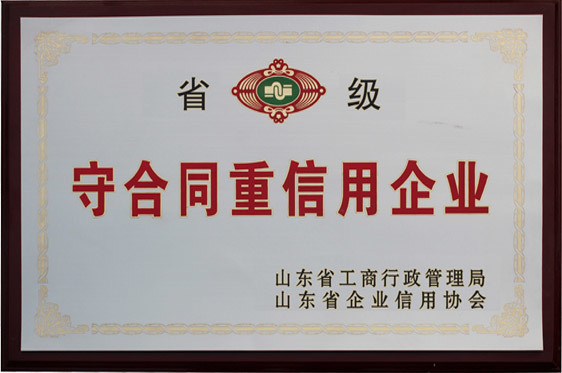 省 级
守合同重信用企业
山东省工商行政管理局
山东省企业信用协会